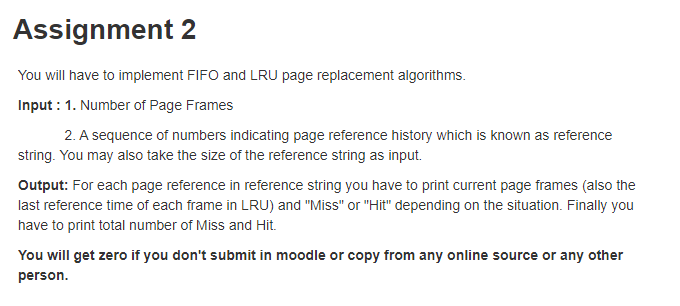 Assignment 2
You will have to implement FIFO and LRU page replacement algorithms.
Input : 1. Number of Page Frames
2. A sequence of numbers indicating page reference history which is known as reference
string. You may also take the size of the reference string as input.
Output: For each page reference in reference string you have to print current page frames (also the
last reference time of each frame in LRU) and "Miss" or "Hit" depending on the situation. Finally you
have to print total number of Miss and Hit.
You will get zero if you don't submit in moodle or copy from any online source or any other
person.